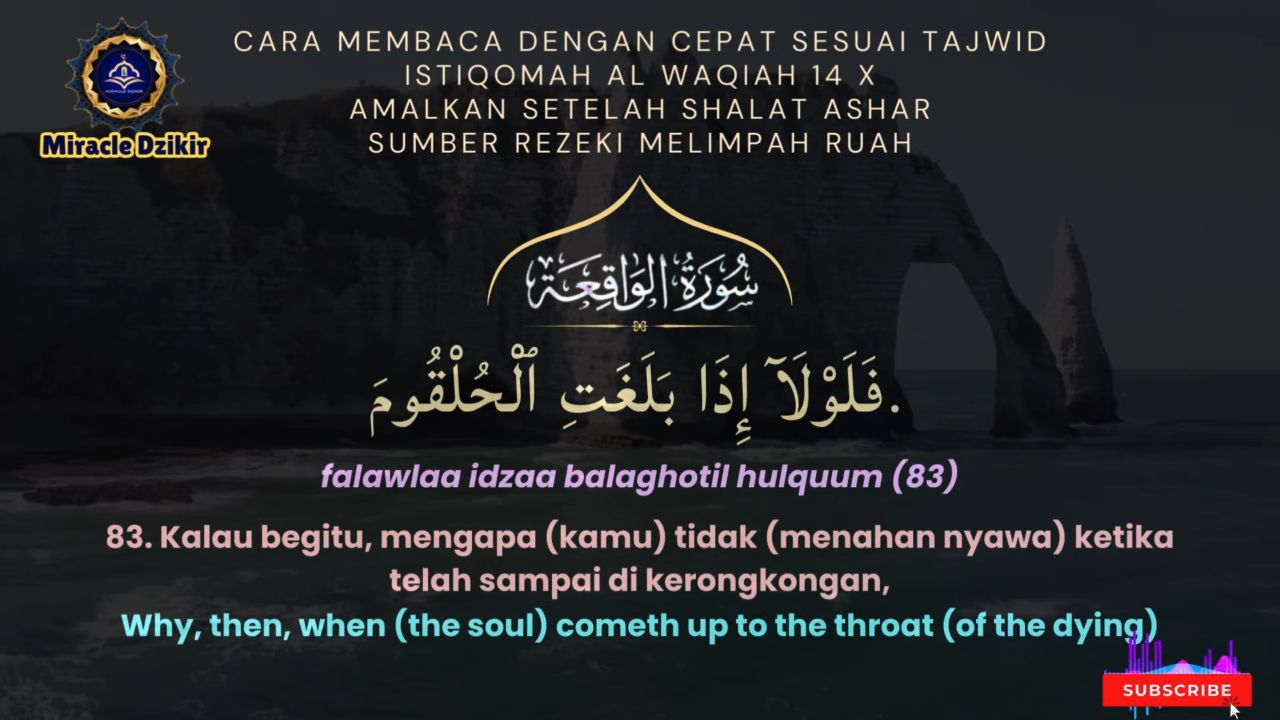 CARA MEMBACA DENGAN CEPAT SESUAI TAJWID
ISTIQOMAH AL WAQIAH 14 X
AMALKAN SETELAH SHALAT ASHAR
SUMBER REZEKI MELIMPAH RUAH
MIRACLE DZIKIR
Miracle Dzikir
سُورَةُ الوَاقِعَة
.فَلَوْلَآ إِذَا بَلَغَتِ ٱلْحُلْقُومَ
falawlaa idzaa balaghotil hulquum (83)
83. Kalau begitu, mengapa (kamu) tidak (menahan nyawa) ketika
telah sampai di kerongkongan,
Why, then, when (the soul) cometh up to the throat (of the dying)
SUBSCRIBE